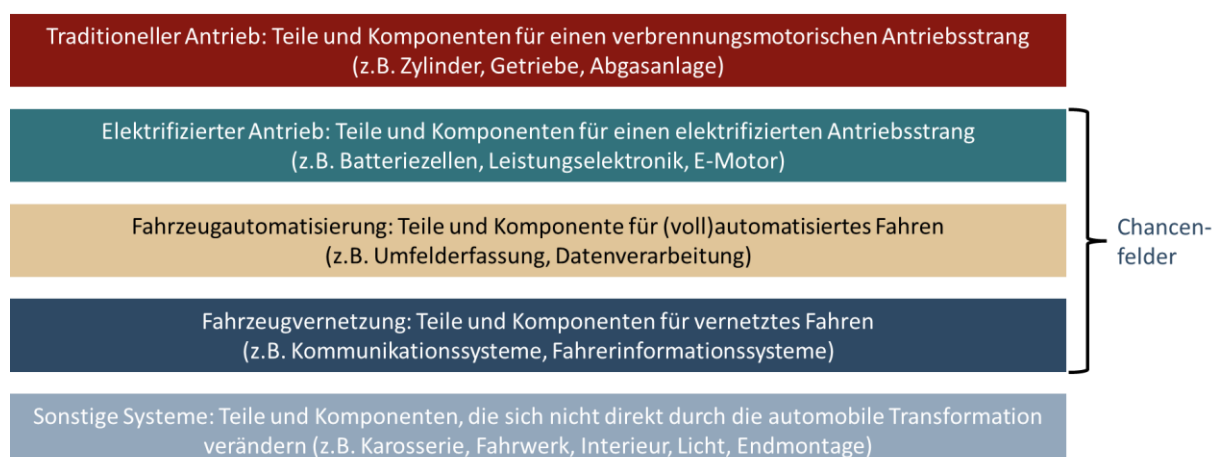 Traditioneller Antrieb: Teile und Komponenten für einen verbrennungsmotorischen Antriebsstrang
(z.B. Zylinder, Getriebe, Abgasanlage)
Elektrifizierter Antrieb: Teile und Komponenten für einen elektrifizierten Antriebsstrang
(z.B. Batteriezellen, Leistungselektronik, E-Motor)
Fahrzeugautomatisierung: Teile und Komponente für (voll)automatisiertes Fahren
(z.B. Umfelderfassung, Datenverarbeitung)
Fahrzeugvernetzung: Teile und Komponenten für vernetztes Fahren
(z.B. Kommunikationssysteme, Fahrerinformationssysteme)
Chancen-
felder
Sonstige Systeme: Teile und Komponenten, die sich nicht direkt durch die automobile Transformation
verändern (z.B. Karosserie, Fahrwerk, Interieur, Licht, Endmontage)